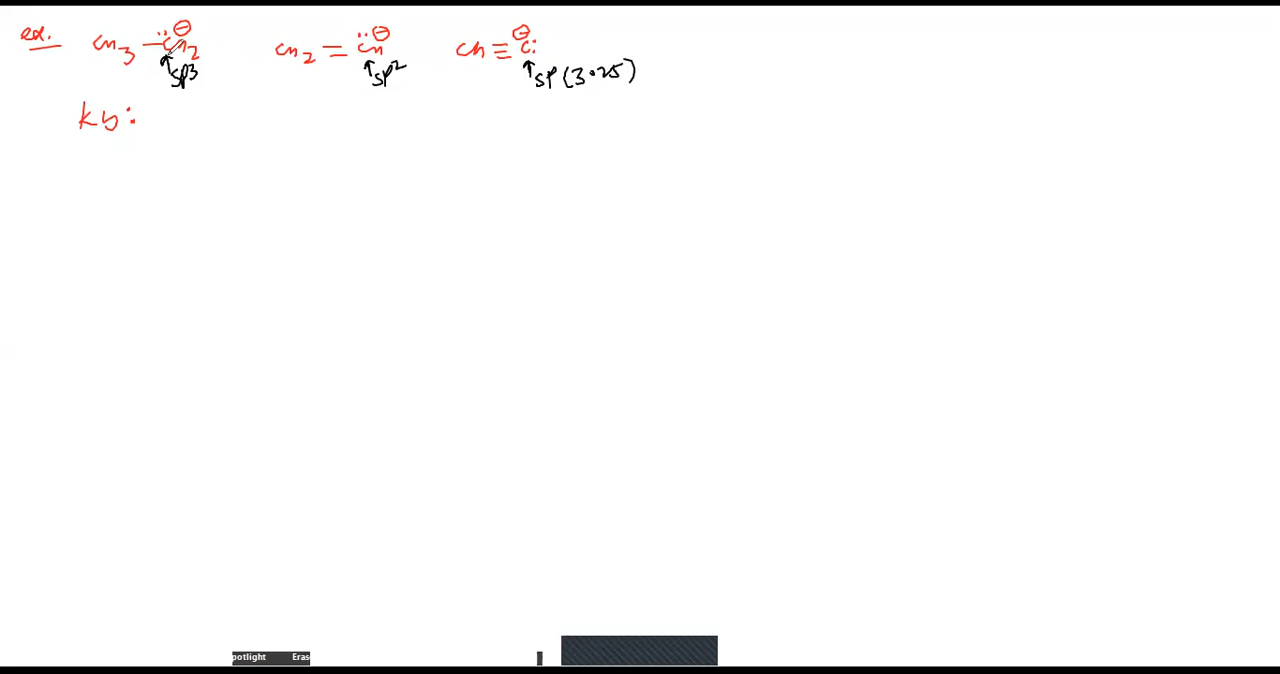 ex. CH3 – C̈H2 ⊖ CH2 = C̈H ⊖ CH ≡ C: ⊖
↑ sp3 ↑ sp2 ↑ sp (3.25)
kb:
potlight Eras